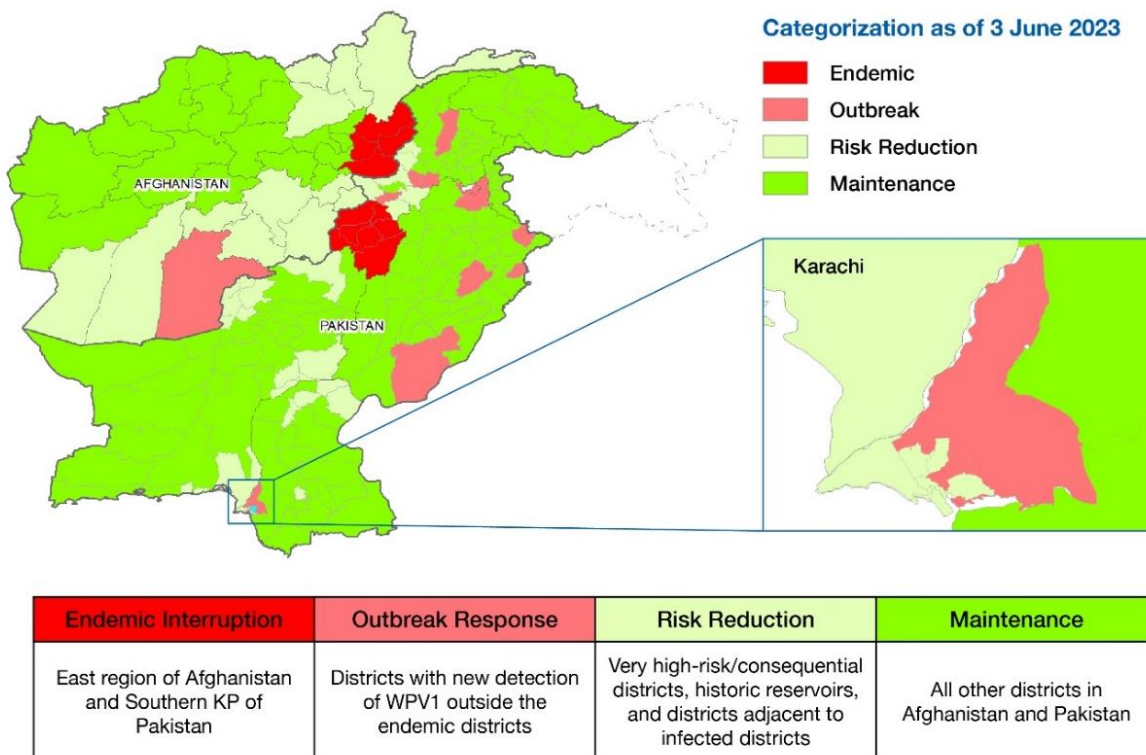 Categorization as of 3 June 2023
Endemic
Outbreak
Risk Reduction
Maintenance
AFGHANISTAN
PAKISTAN
Karachi
Endemic Interruption
East region of Afghanistan
and Southern KP of
Pakistan
Outbreak Response
Districts with new detection
of WPV1 outside the
endemic districts
Risk Reduction
Very high-risk/consequential
districts, historic reservoirs,
and districts adjacent to
infected districts
Maintenance
All other districts in
Afghanistan and Pakistan